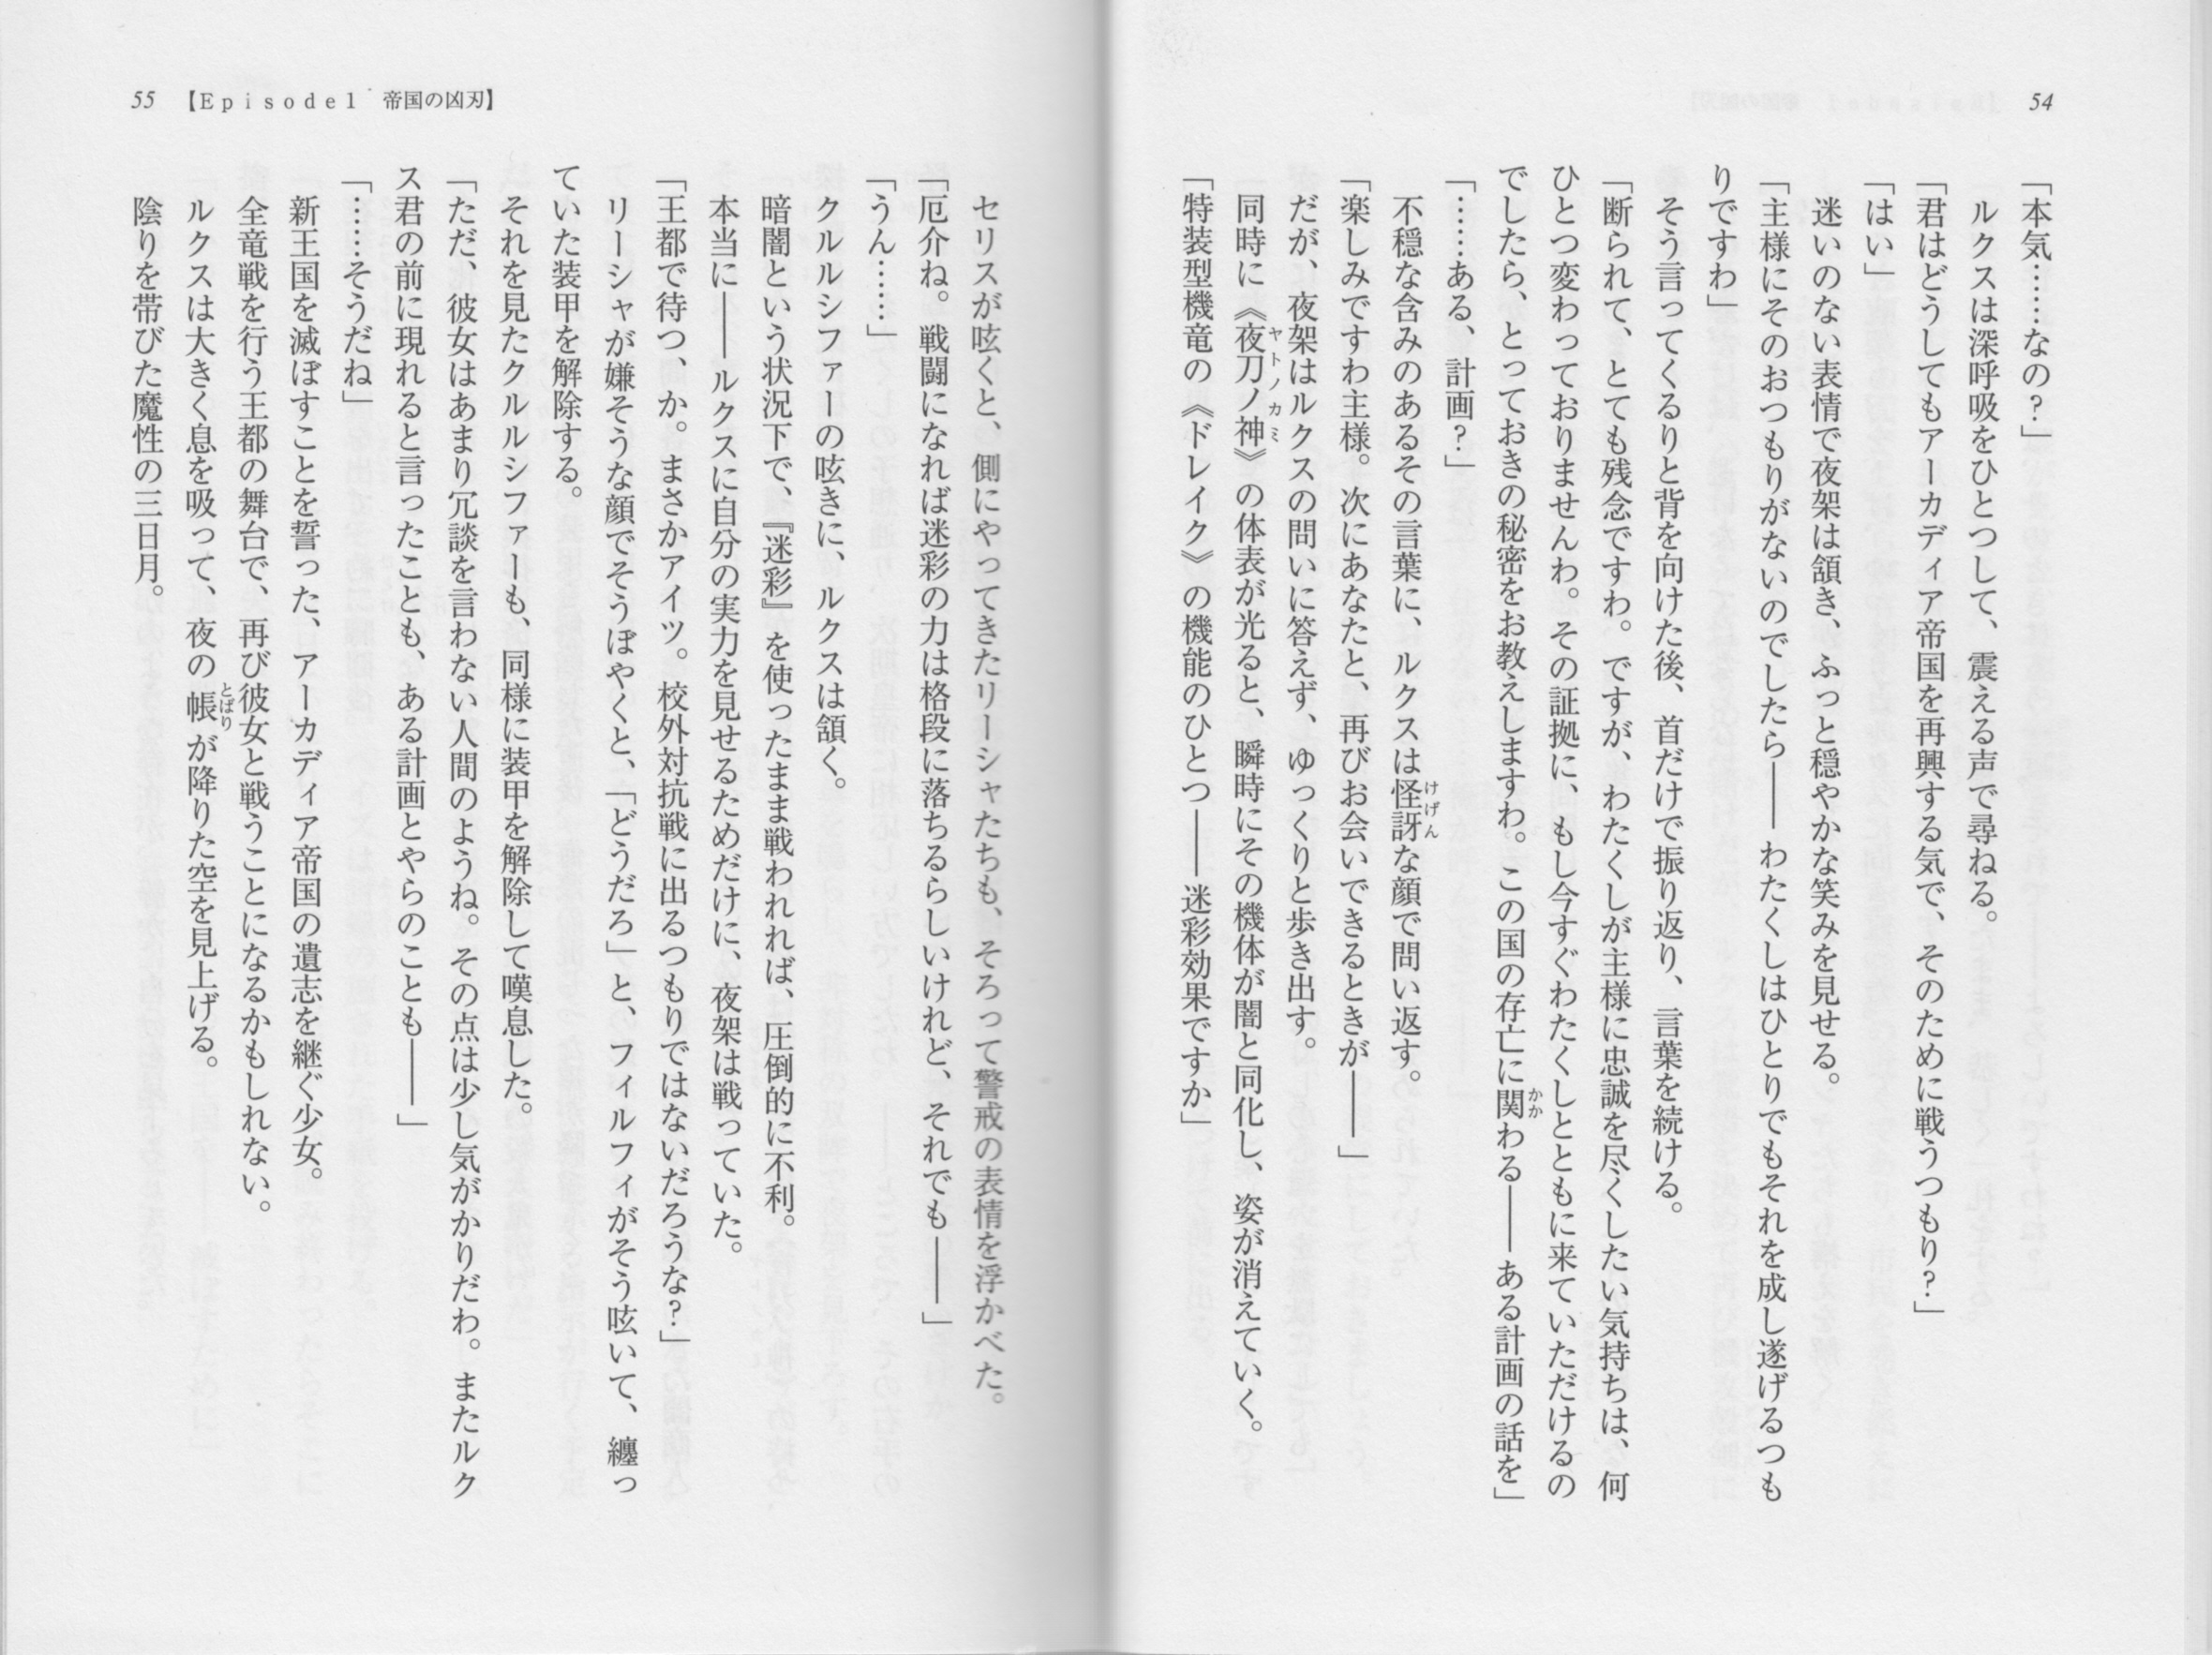 54
「本気……なの？」
ルクスは深呼吸をひとつして、震える声で尋ねる。
「君はどうしてもアーカディア帝国を再興する気で、そのために戦うつもり？」
「はい」
迷いのない表情で夜架は頷き、ふっと穏やかな笑みを見せる。
「主様にそのおつもりがないのでしたら――わたくしはひとりでもそれを成し遂げるつも
りですわ」
そう言ってくるりと背を向けた後、首だけで振り返り、言葉を続ける。
「断られて、とても残念ですわ。ですが、わたくしが主様に忠誠を尽くしたい気持ちは、何
ひとつ変わっておりませんわ。その証拠に、もし今すぐわたくしとともに来ていただけるの
でしたら、とっておきの秘密をお教えしますわ。この国の存亡に関かかわる――ある計画の話を」
「……ある、計画？」
不穏な含みのあるその言葉に、ルクスは怪訝けげんな顔で問い返す。
「楽しみですわ主様。次にあなたと、再びお会いできるときが――」
だが、夜架はルクスの問いに答えず、ゆっくりと歩き出す。
同時に《夜刀ノ神ヤトノカミ》の体表が光ると、瞬時にその機体が闇と同化し、姿が消えていく。
「特装型機竜の《ドレイク》の機能のひとつ――迷彩効果ですか」
55 【Episode1 帝国の凶刃】
セリスが呟くと、側にやってきたリーシャたちも、そろって警戒の表情を浮かべた。
「厄介ね。戦闘になれば迷彩の力は格段に落ちるらしいけれど、それでも――」
「うん……」
クルルシファーの呟きに、ルクスは頷く。
暗闇という状況下で、『迷彩』を使ったまま戦われれば、圧倒的に不利。
本当に――ルクスに自分の実力を見せるためだけに、夜架は戦っていた。
「王都で待つ、か。まさかアイツ。校外対抗戦に出るつもりではないだろうな？」
リーシャが嫌そうな顔でそうぼやくと、「どうだろ」と、フィルフィがそう呟いて、纏っ
ていた装甲を解除する。
それを見たクルルシファーも、同様に装甲を解除して嘆息した。
「ただ、彼女はあまり冗談を言わない人間のようね。その点は少し気がかりだわ。またルク
ス君の前に現れると言ったことも、ある計画とやらのことも――」
「……そうだね」
新王国を滅ぼすことを誓った、アーカディア帝国の遺志を継ぐ少女。
全竜戦を行う王都の舞台で、再び彼女と戦うことになるかもしれない。
ルクスは大きく息を吸って、夜の帳とばりが降りた空を見上げる。
陰りを帯びた魔性の三日月。